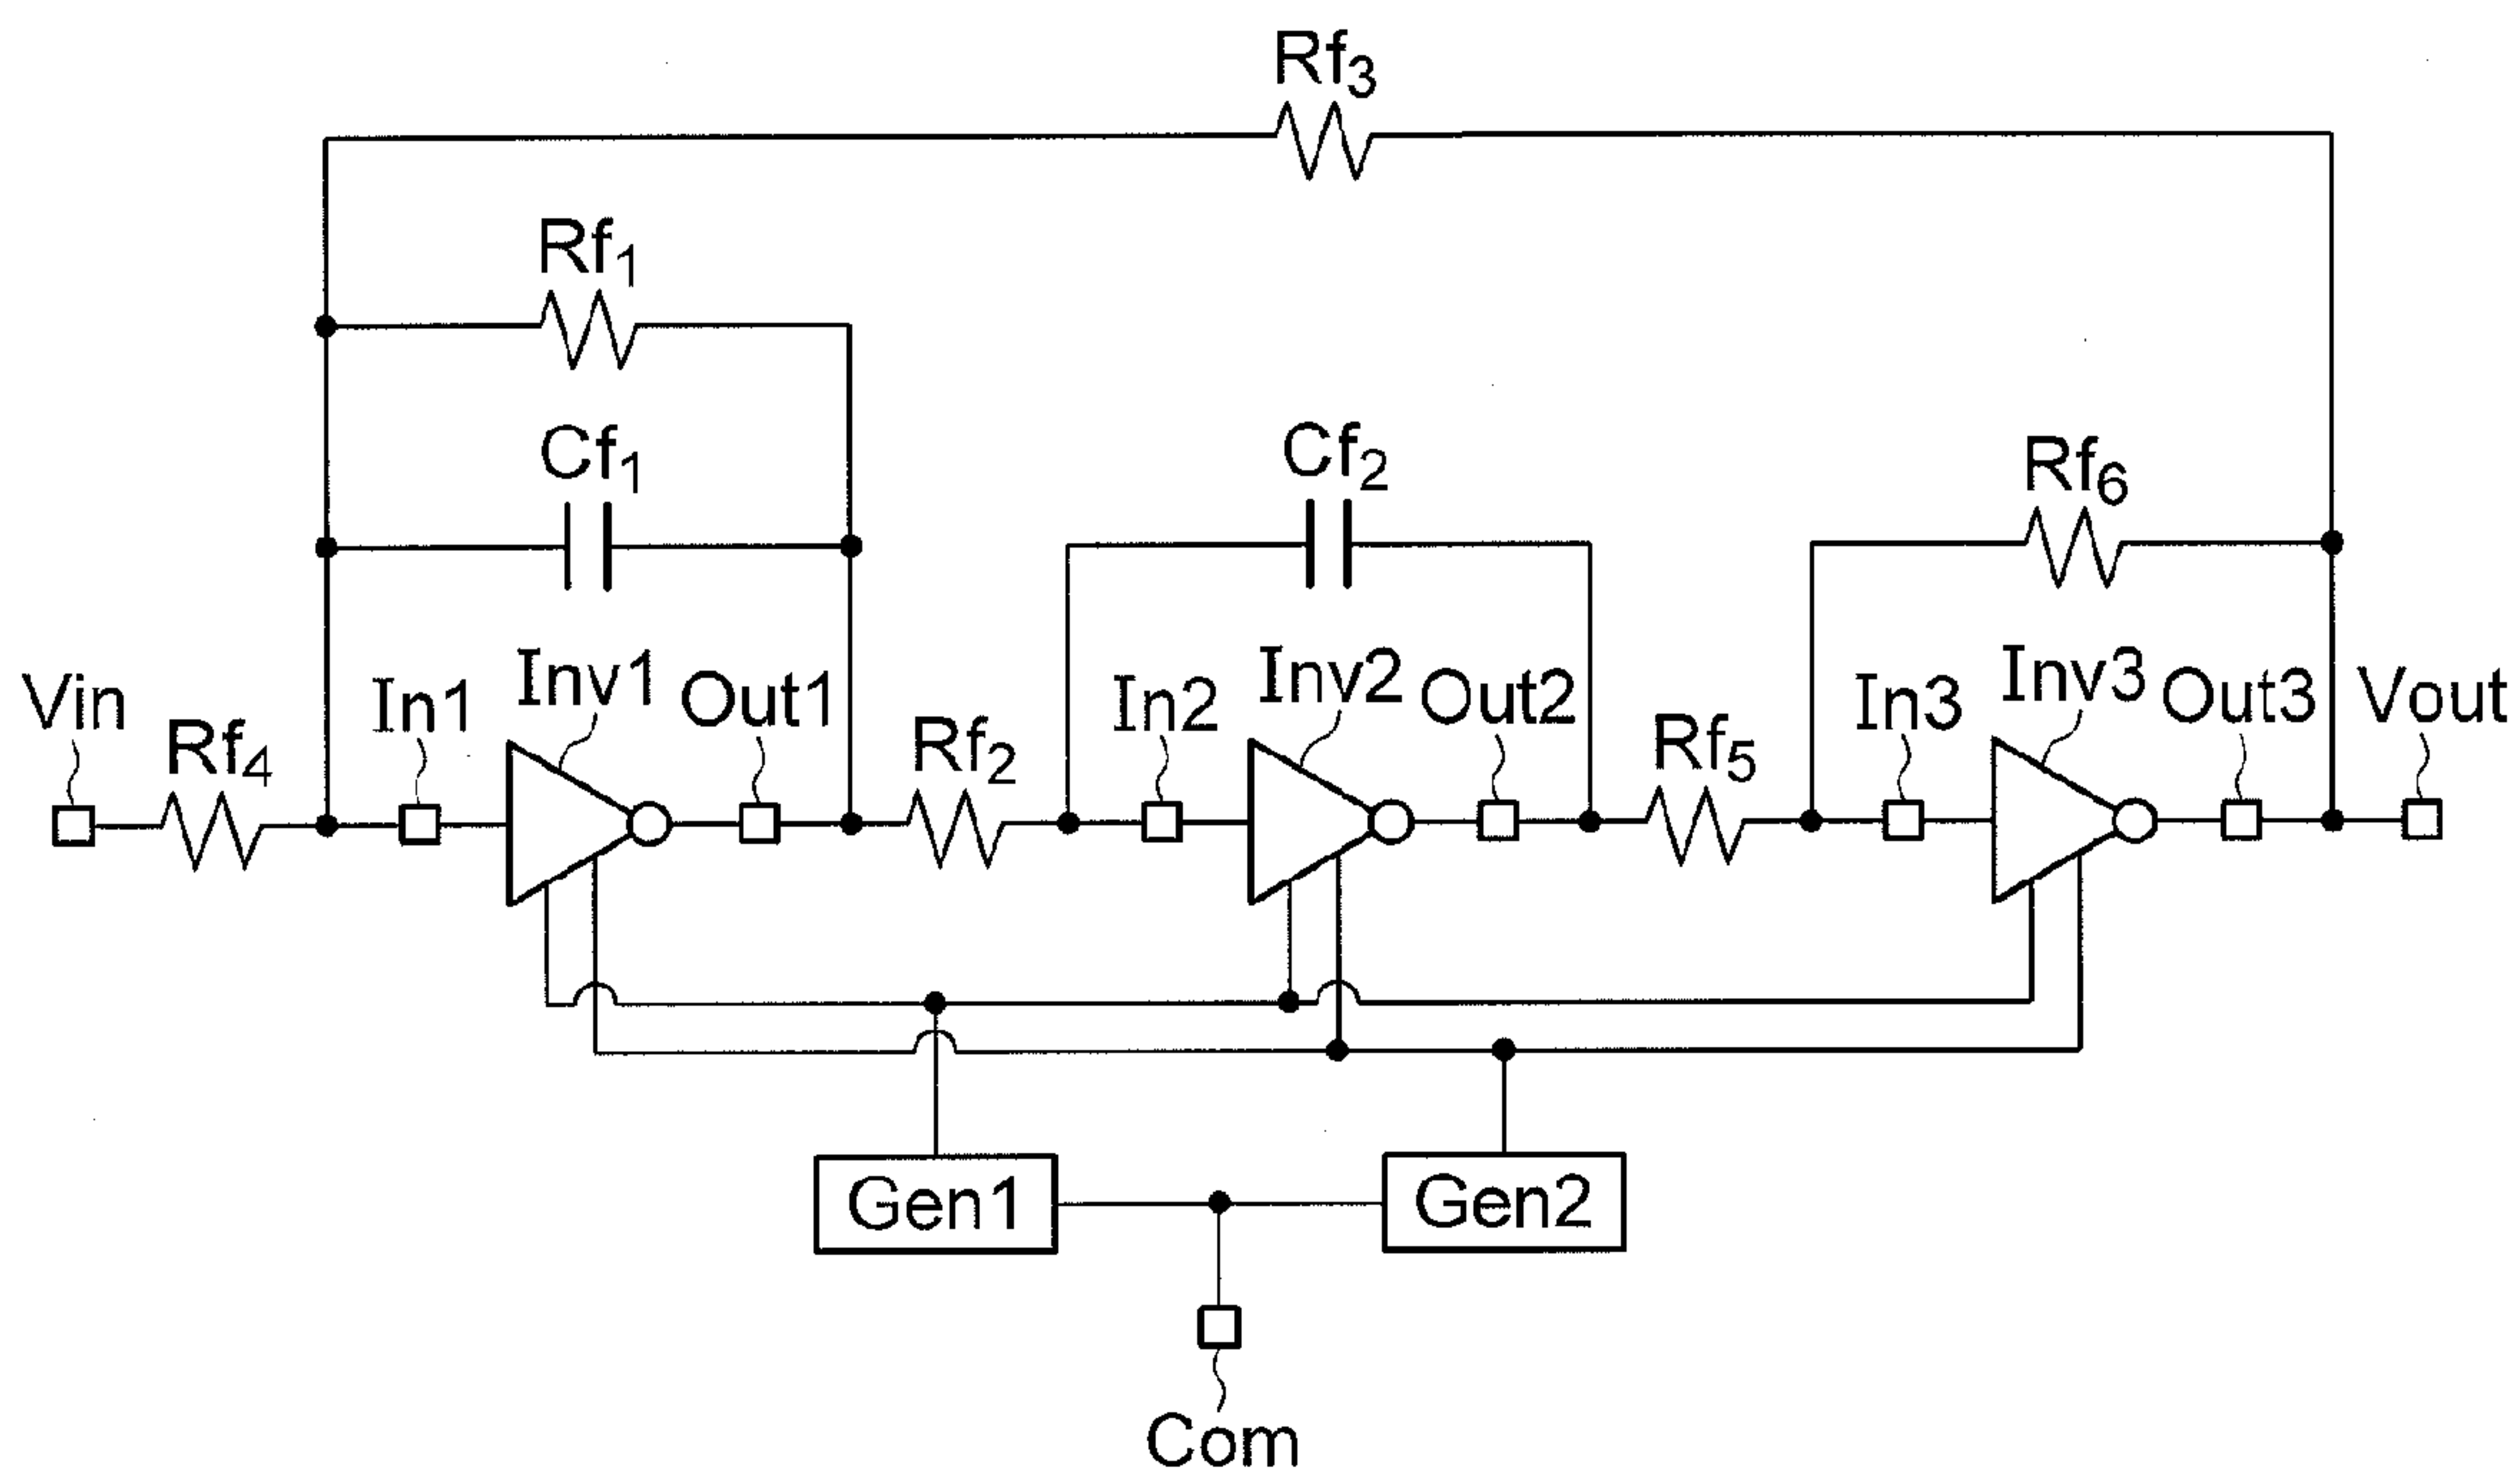 Rf3
Rf1
Cf1
Cf2
Rf6
Vin
Rf4
In1
Inv1
Out1
Rf2
In2
Inv2
Out2
Rf5
In3
Inv3
Out3
Vout
Gen1
Gen2
Com